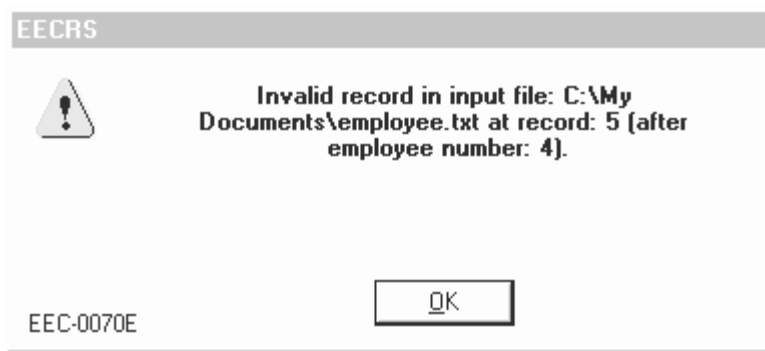 EECRS
Invalid record in input file: C:\My
Documents\employee.txt at record: 5 (after
employee number: 4).
OK
EEC-0070E